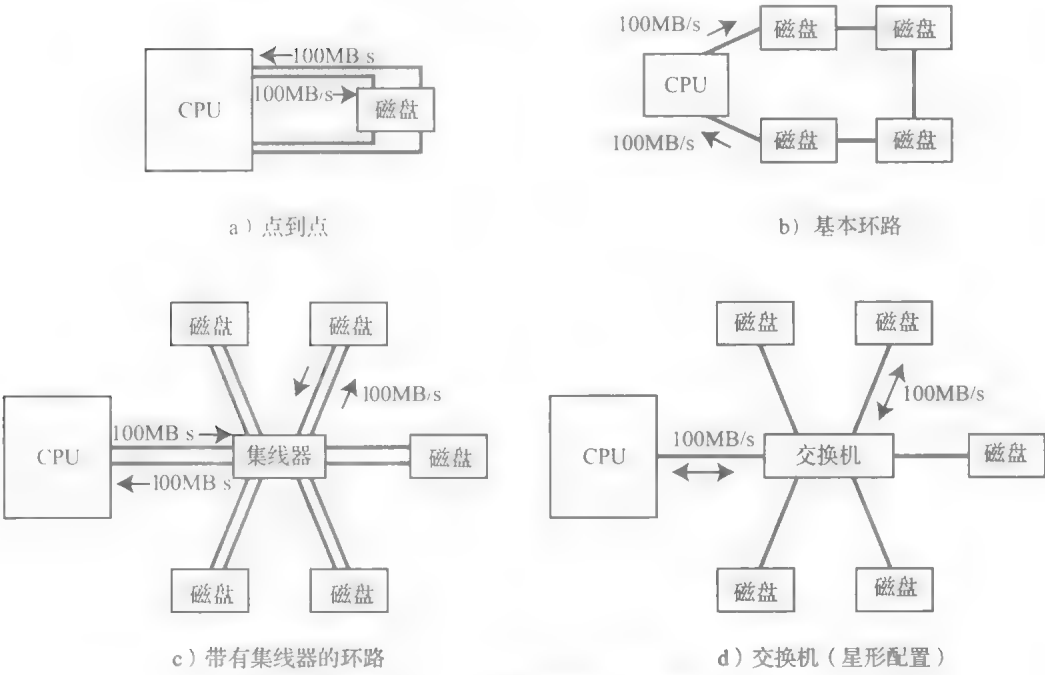 100MB s
100MB/s
CPU
磁盘
a）点到点
100MB/s
磁盘
磁盘
CPU
100MB/s
磁盘
磁盘
b）基本环路
磁盘
磁盘
100MB/s
CPU
100MB s
集线器
磁盘
100MB s
磁盘
磁盘
c）带有集线器的环路
磁盘
磁盘
100MB/s
CPU
100MB/s
交换机
磁盘
磁盘
磁盘
d）交换机（星形配置）